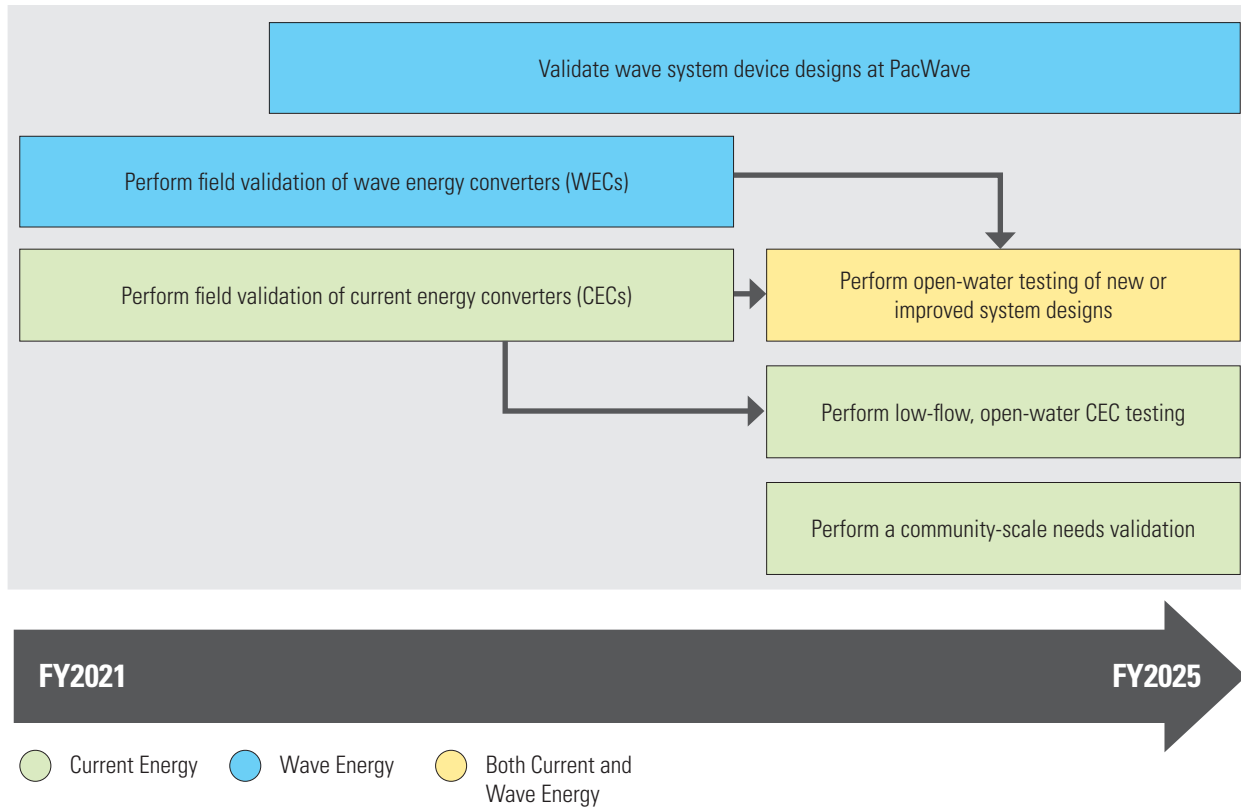 Validate wave system device designs at PacWave
Perform field validation of wave energy converters (WECs)
Perform field validation of current energy converters (CECs)
Perform open-water testing of new or
improved system designs
Perform low-flow, open-water CEC testing
Perform a community-scale needs validation
FY2021
FY2025
Current Energy
Wave Energy
Both Current and
Wave Energy